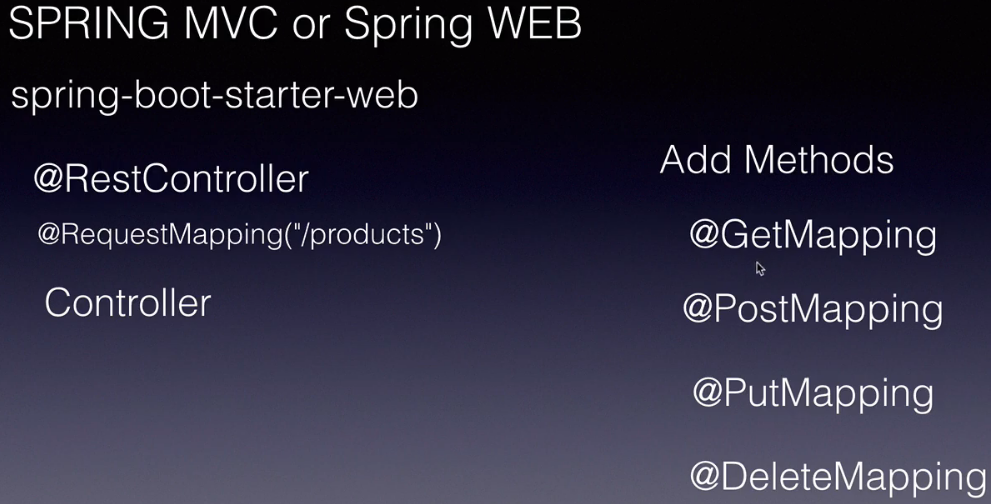 SPRING MVC or Spring WEB
spring-boot-starter-web
@RestController
@RequestMapping("/products")
Controller
Add Methods
@GetMapping
@PostMapping
@PutMapping
@DeleteMapping